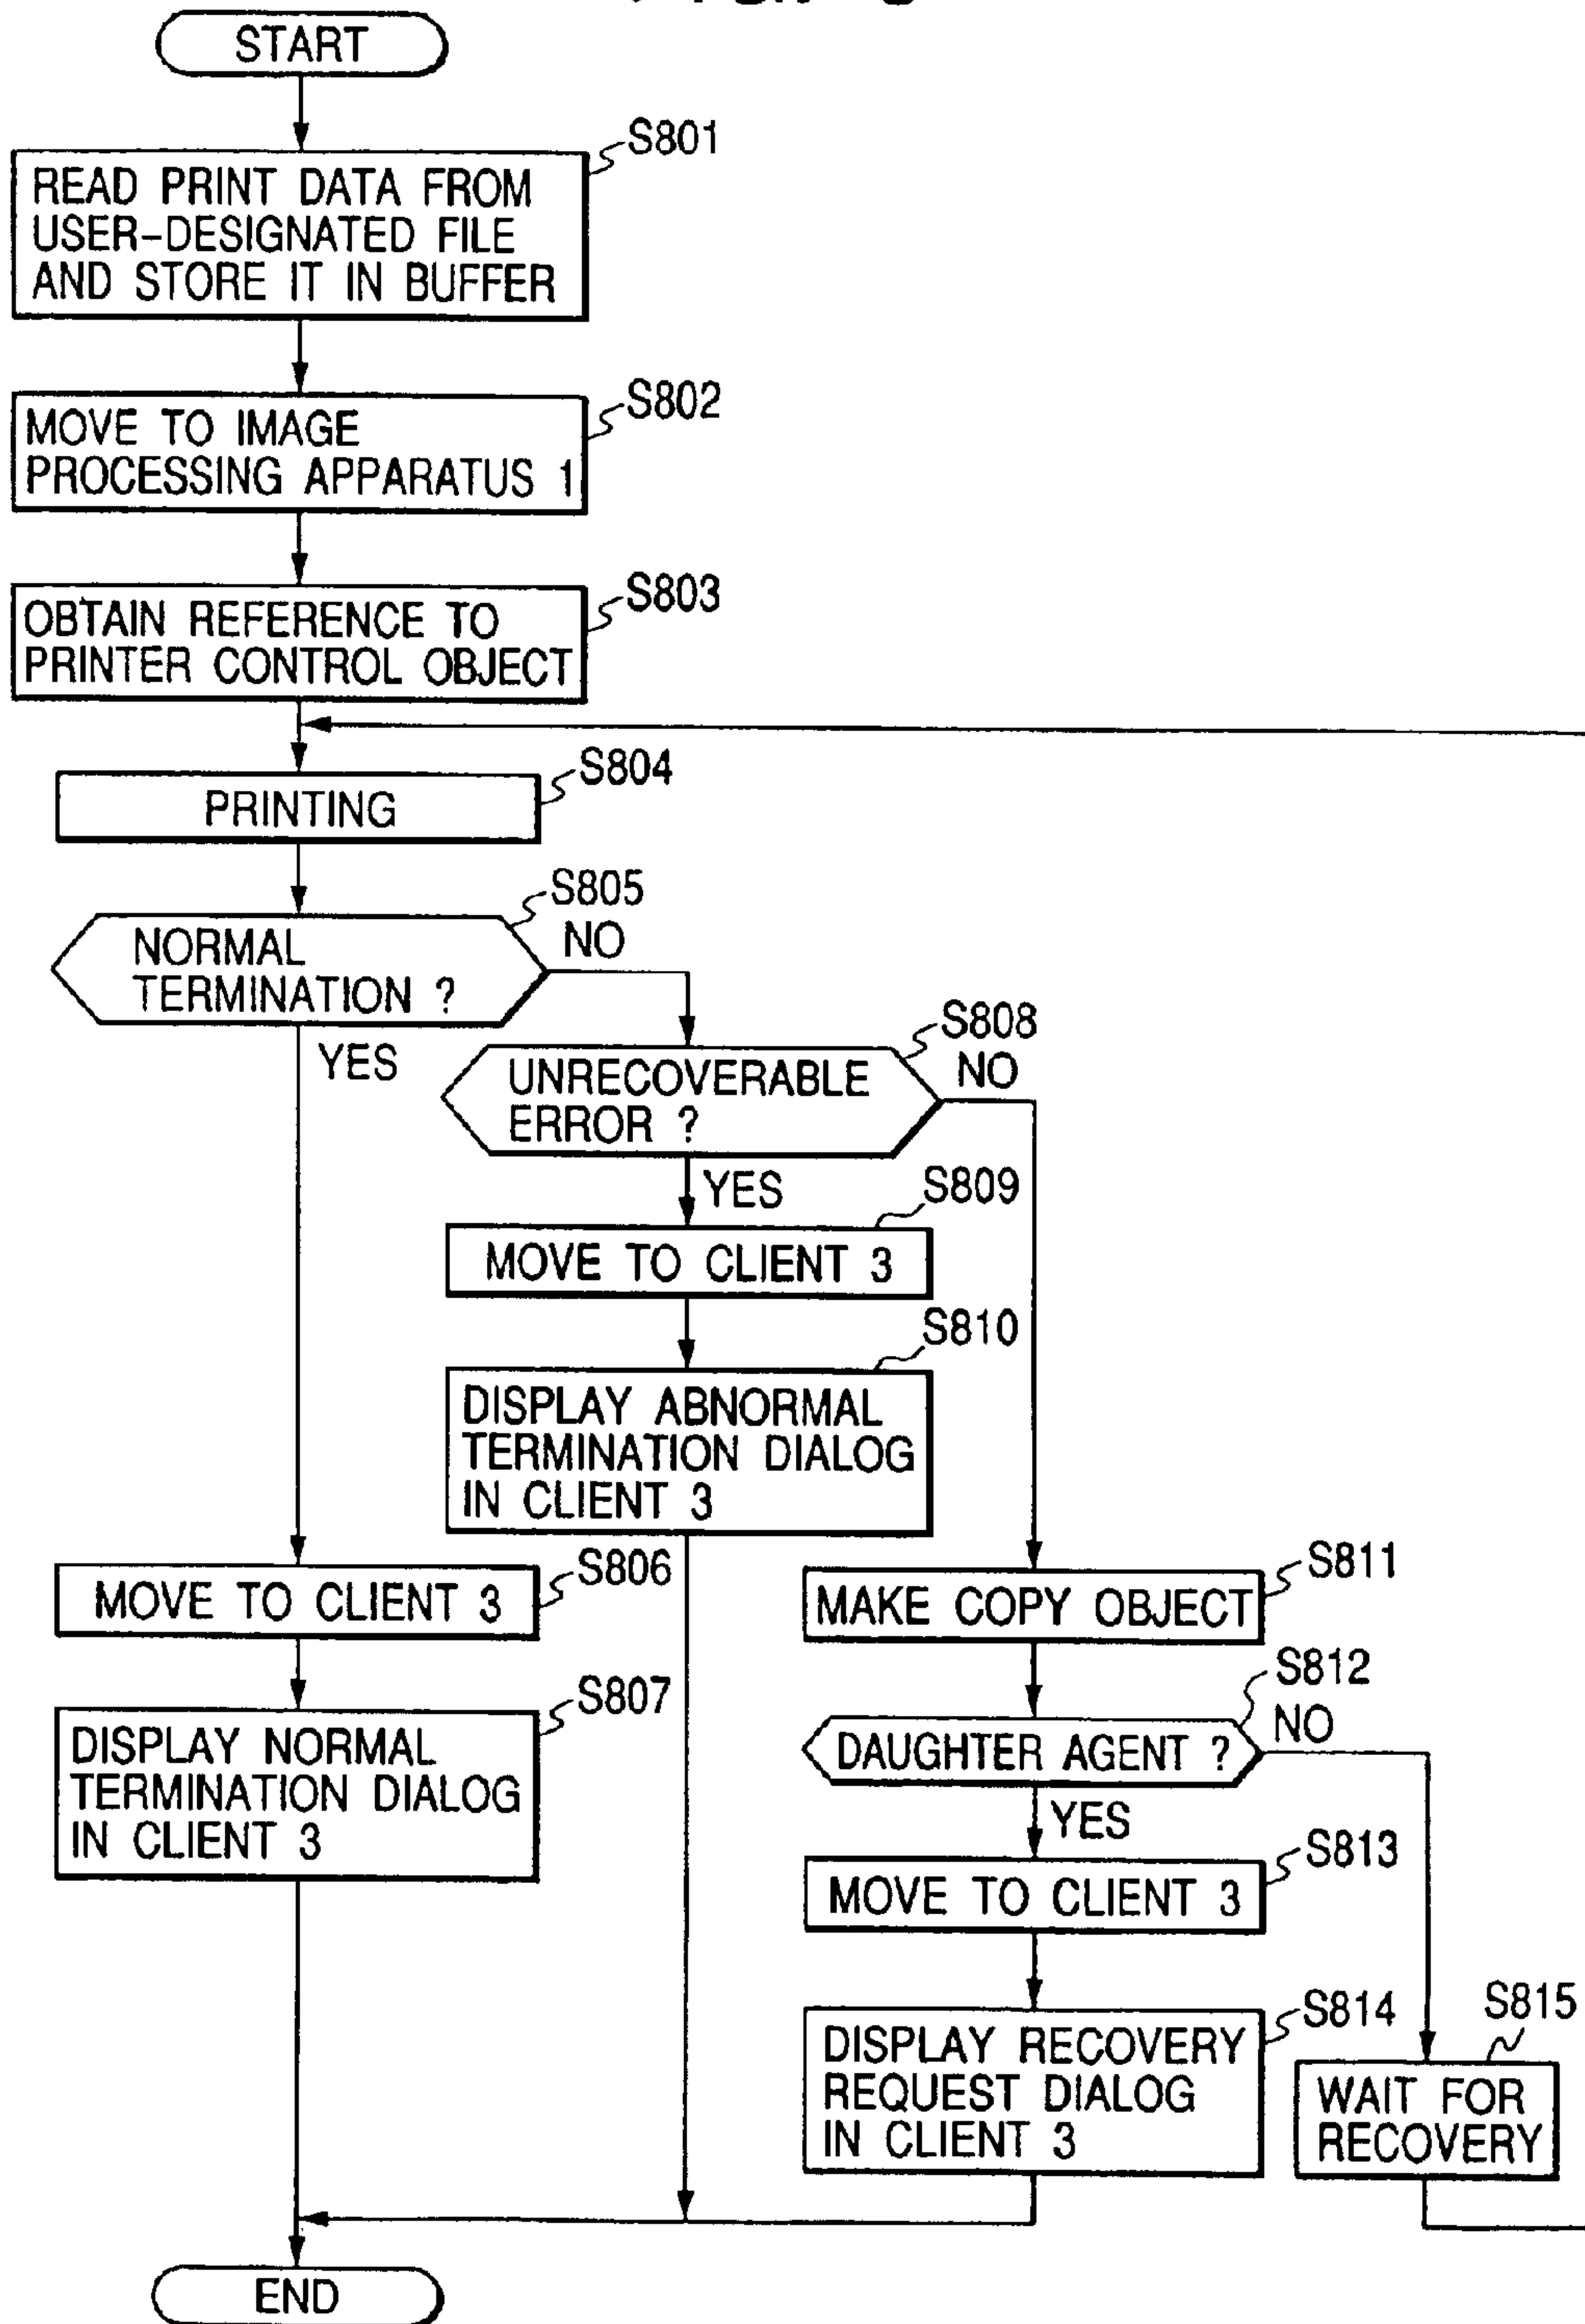 START
S801
READ PRINT DATA FROM
USER-DESIGNATED FILE
AND STORE IT IN BUFFER
S802
MOVE TO IMAGE
PROCESSING APPARATUS 1
S803
OBTAIN REFERENCE TO
PRINTER CONTROL OBJECT
S804
PRINTING
S805
NORMAL
TERMINATION ?
NO
YES
S808
UNRECOVERABLE
ERROR ?
NO
YES
S809
MOVE TO CLIENT 3
S810
DISPLAY ABNORMAL
TERMINATION DIALOG
IN CLIENT 3
S806
MOVE TO CLIENT 3
S811
MAKE COPY OBJECT
S807
DISPLAY NORMAL
TERMINATION DIALOG
IN CLIENT 3
S812
DAUGHTER AGENT ?
NO
YES
S813
MOVE TO CLIENT 3
S814
DISPLAY RECOVERY
REQUEST DIALOG
IN CLIENT 3
S815
WAIT FOR
RECOVERY
END